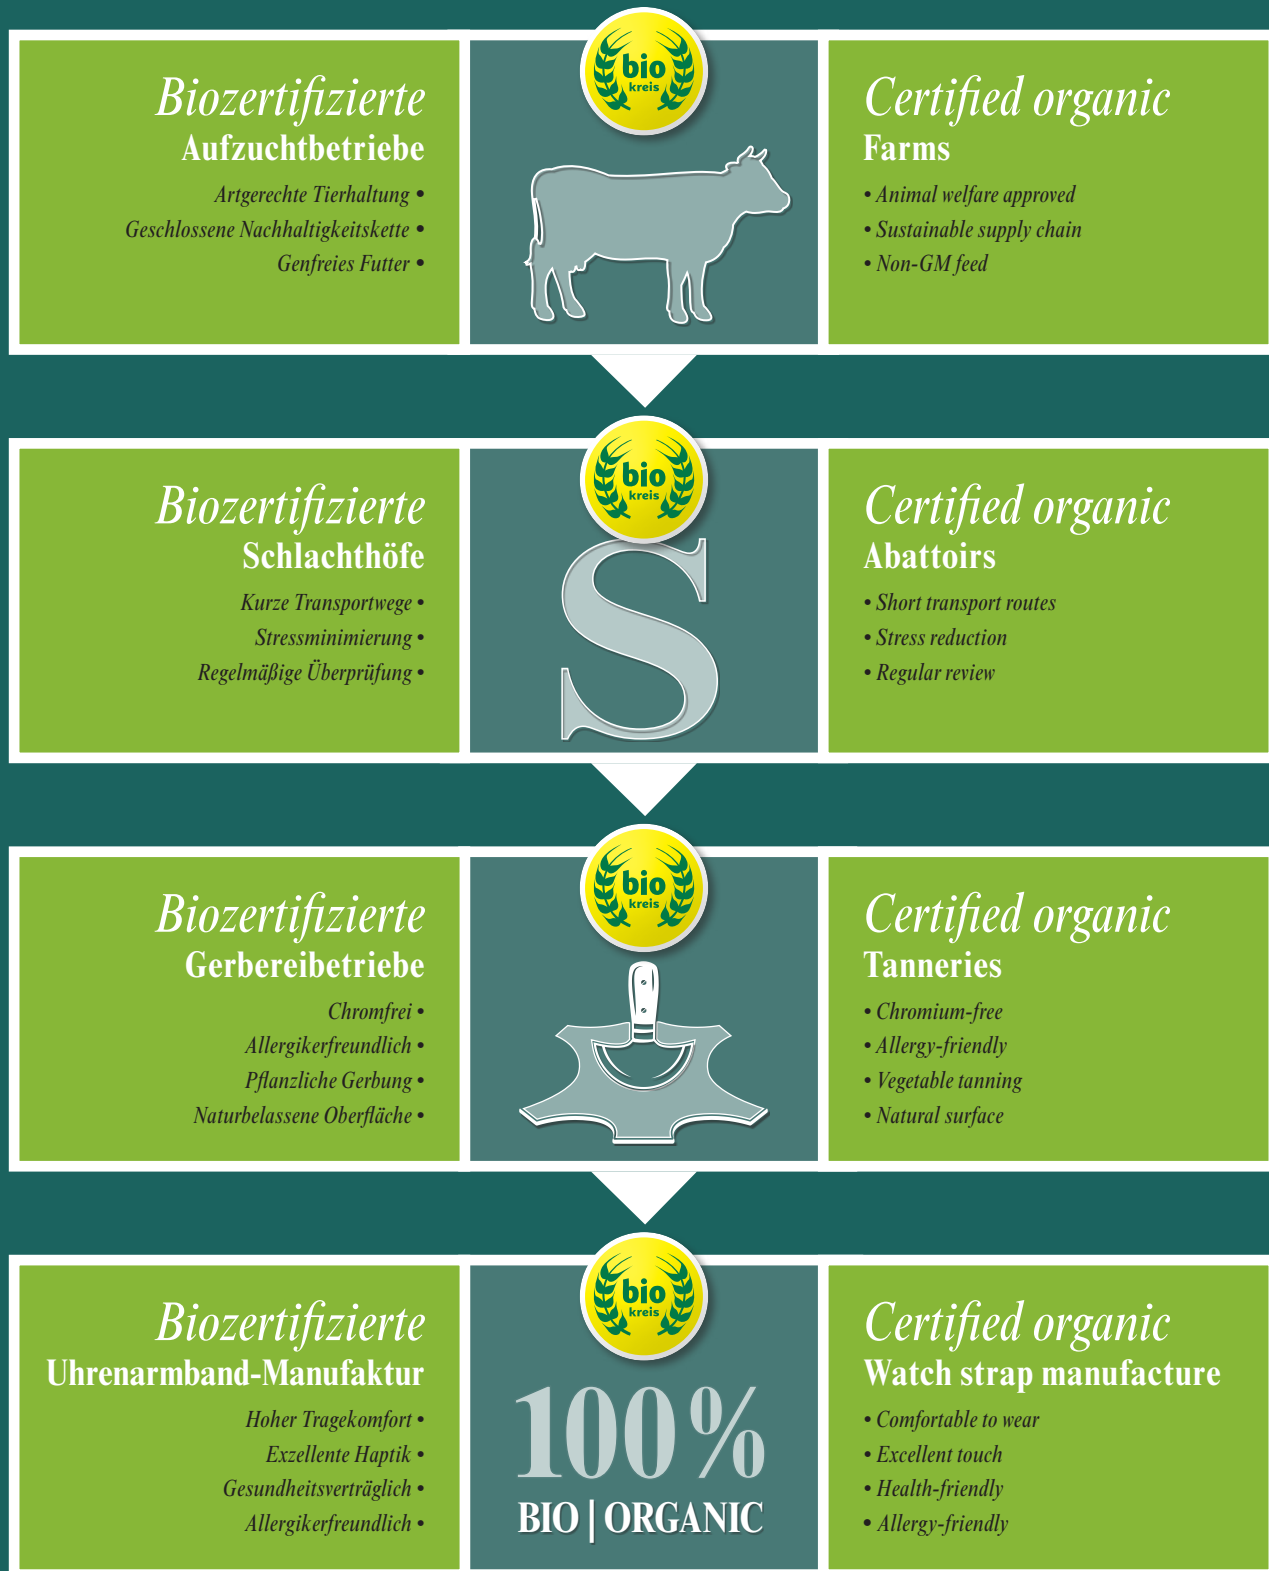 bio
kreis
Biozertifizierte
Aufzuchtbetriebe
Artgerechte Tierhaltung •
Geschlossene Nachhaltigkeitskette •
Genfreies Futter •
Certified organic
Farms
• Animal welfare approved
• Sustainable supply chain
• Non-GM feed
bio
kreis
Biozertifizierte
Schlachthöfe
Kurze Transportwege •
Stressminimierung •
Regelmäßige Überprüfung •
S
Certified organic
Abattoirs
• Short transport routes
• Stress reduction
• Regular review
bio
kreis
Biozertifizierte
Gerbereibetriebe
Chromfrei •
Allergikerfreundlich •
Pflanzliche Gerbung •
Naturbelassene Oberfläche •
Certified organic
Tanneries
• Chromium-free
• Allergy-friendly
• Vegetable tanning
• Natural surface
bio
kreis
Biozertifizierte
Uhrenarmband-Manufaktur
Hoher Tragekomfort •
Exzellente Haptik •
Gesundheitsverträglich •
Allergikerfreundlich •
100%
BIO | ORGANIC
Certified organic
Watch strap manufacture
• Comfortable to wear
• Excellent touch
• Health-friendly
• Allergy-friendly